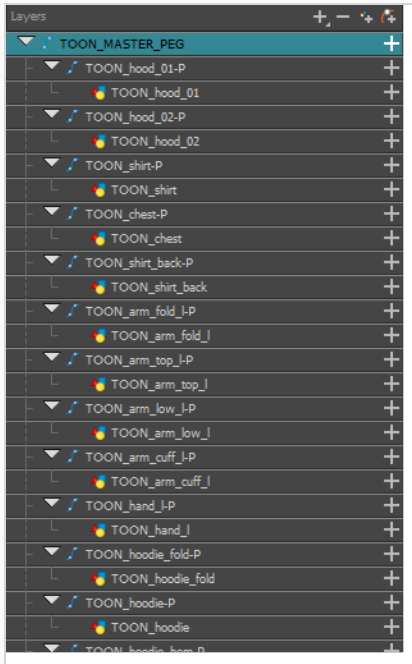 Layers
TOON_MASTER_PEG
TOON_hood_01-P
TOON_hood_01
TOON_hood_02-P
TOON_hood_02
TOON_shirt-P
TOON_shirt
TOON_chest-P
TOON_chest
TOON_shirt_back-P
TOON_shirt_back
TOON_arm_fold_l-P
TOON_arm_fold_l
TOON_arm_top_l-P
TOON_arm_top_l
TOON_arm_low_l-P
TOON_arm_low_l
TOON_arm_cuff_l-P
TOON_arm_cuff_l
TOON_hand_l-P
TOON_hand_l
TOON_hoodie_fold-P
TOON_hoodie_fold
TOON_hoodie-P
TOON_hoodie
TOON_hoodie_hem-P